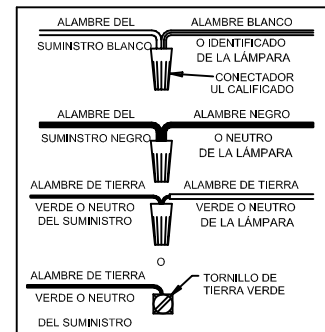 ALAMBRE DEL
SUMINISTRO BLANCO
ALAMBRE BLANCO
O IDENTIFICADO
DE LA LÁMPARA
CONECTADOR
UL CALIFICADO
ALAMBRE DEL
SUMINSTRO NEGRO
ALAMBRE NEGRO
O NEUTRO
DE LA LÁMPARA
ALAMBRE DE TIERRA
VERDE O NEUTRO
DEL SUMINISTRO
ALAMBRE DE TIERRA
VERDE O NEUTRO
DE LA LÁMPARA
O
ALAMBRE DE TIERRA
VERDE O NEUTRO
DEL SUMINISTRO
TORNILLO DE
TIERRA VERDE